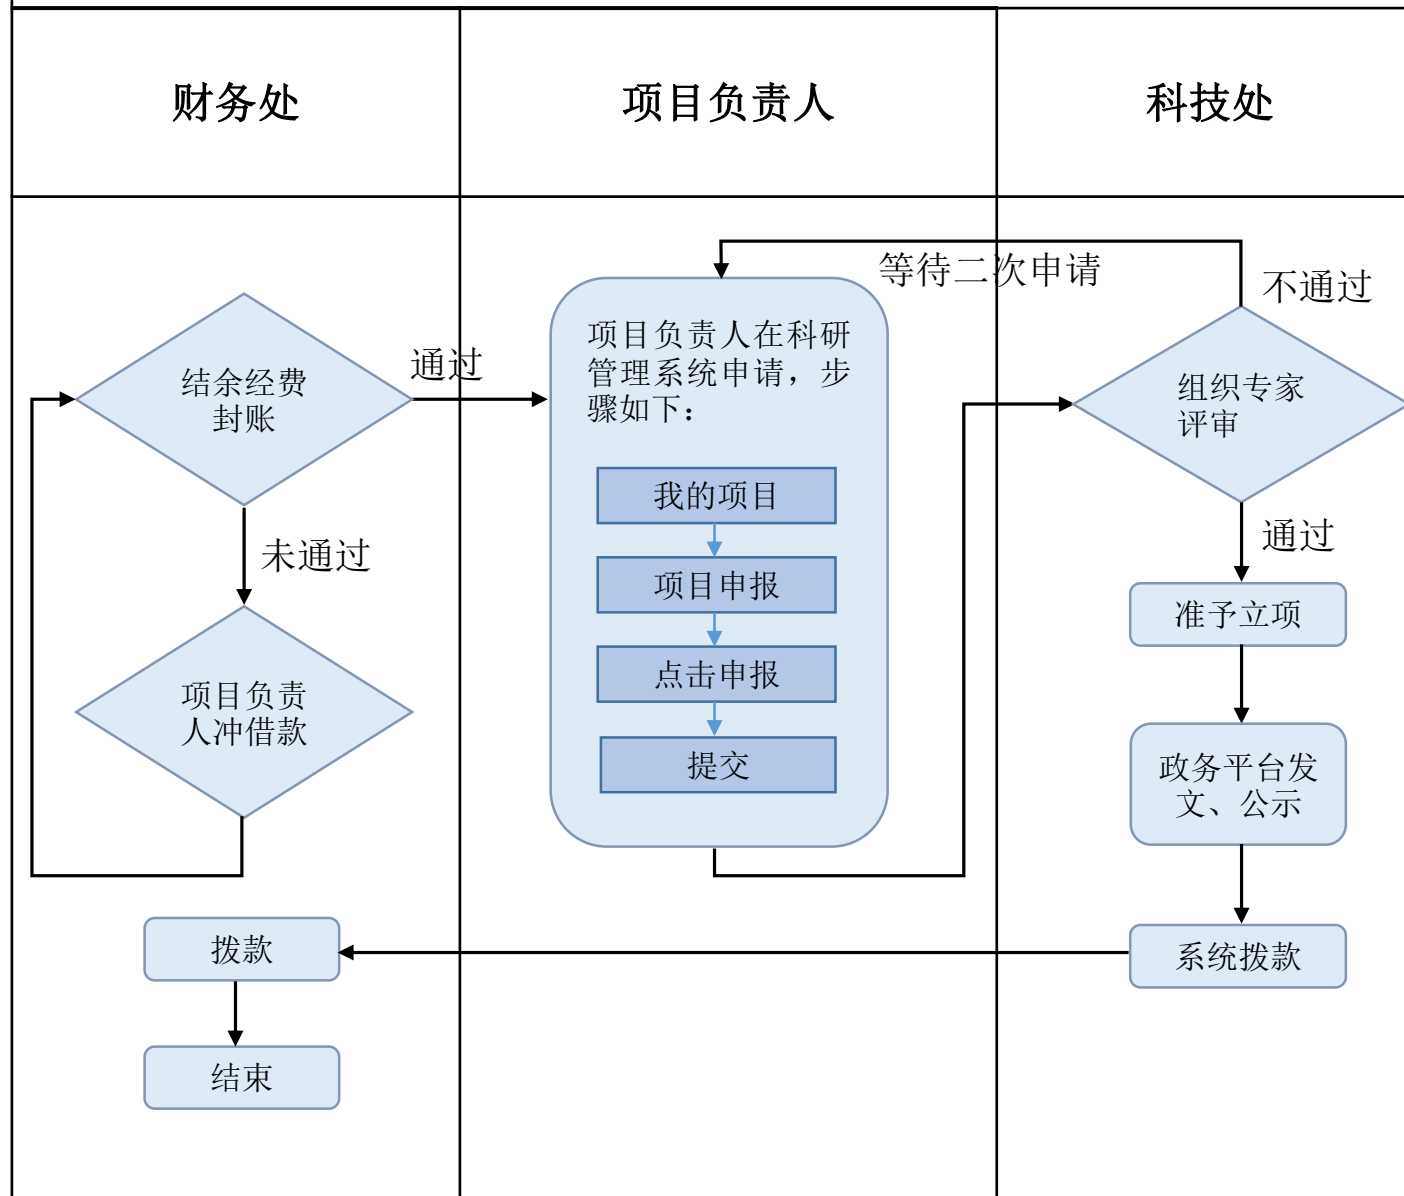 财务处
项目负责人
科技处
结余经费
封账
通过
未通过
项目负责
人冲借款
拨款
结束
等待二次申请
项目负责人在科研
管理系统申请，步
骤如下：
我的项目
项目申报
点击申报
提交
不通过
组织专家
评审
通过
准予立项
政务平台发
文、公示
系统拨款